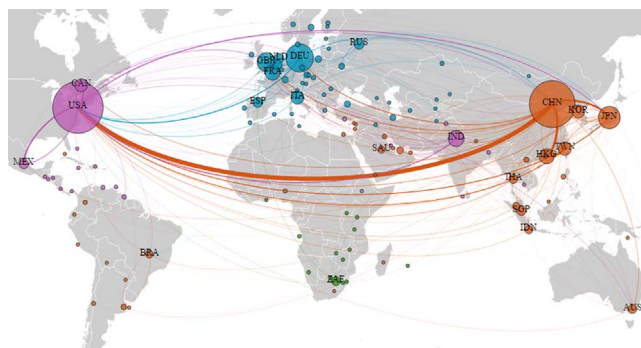 RUS
CAN
GBR
NLD
DEU
FRA
USA
ESP
ITA
CHN
KOR
JPN
MEX
IND
SAU
TWN
HKG
THA
SGP
IDN
BRA
AUS